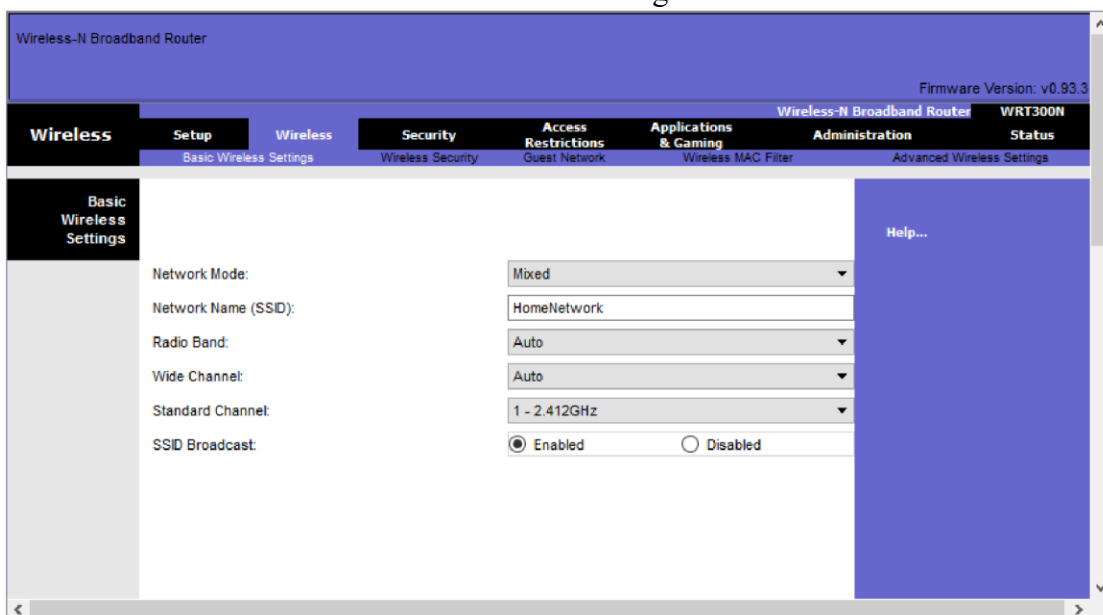 Wireless-N Broadband Router
Firmware Version: v0.93.3
Wireless-N Broadband Router WRT300N
Wireless Setup Wireless Security Access Restrictions Applications & Gaming Administration Status
Basic Wireless Settings Wireless Security Guest Network Wireless MAC Filter Advanced Wireless Settings
Basic
Wireless
Settings
Help...
Network Mode: Mixed
Network Name (SSID): HomeNetwork
Radio Band: Auto
Wide Channel: Auto
Standard Channel: 1 - 2.412GHz
SSID Broadcast: Enabled Disabled